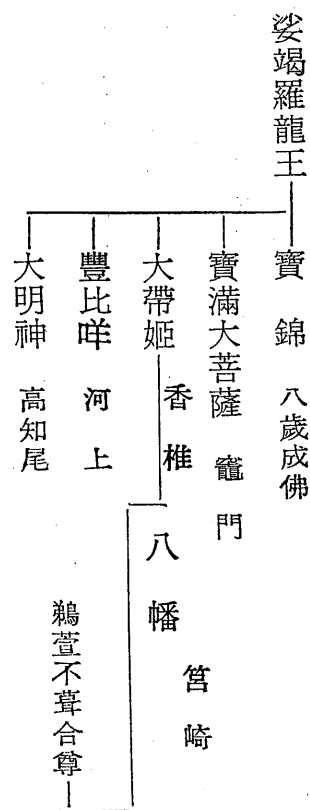 娑竭羅龍王
寶錦 八歲成佛
寶滿大菩薩 竈門
大帶姬 香椎
八幡 筥崎
豐比咩 河上
大明神 高知尾
鵜萱不葺合尊